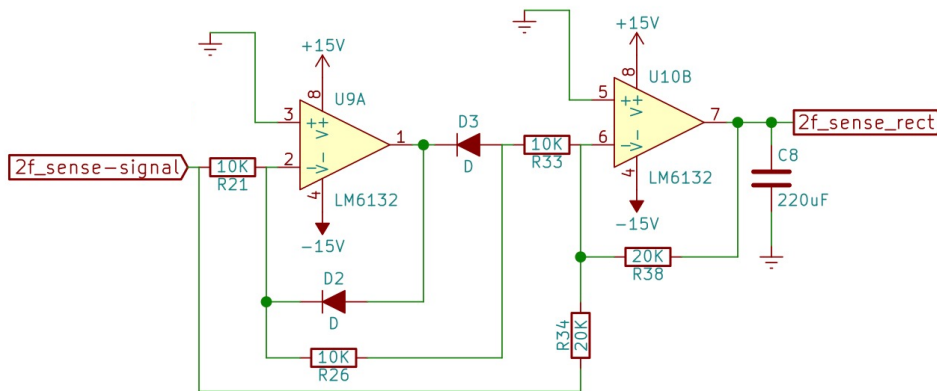 +15V
8
U9A
3
+
V+
1
2
-
V-
4
LM6132
-15V
2f_sense-signal
10K
R21
D3
D
10K
R33
D2
D
10K
R26
+15V
8
U10B
5
+
V+
7
6
-
V-
4
LM6132
-15V
20K
R38
R34
20K
2f_sense_rect
C8
220uF